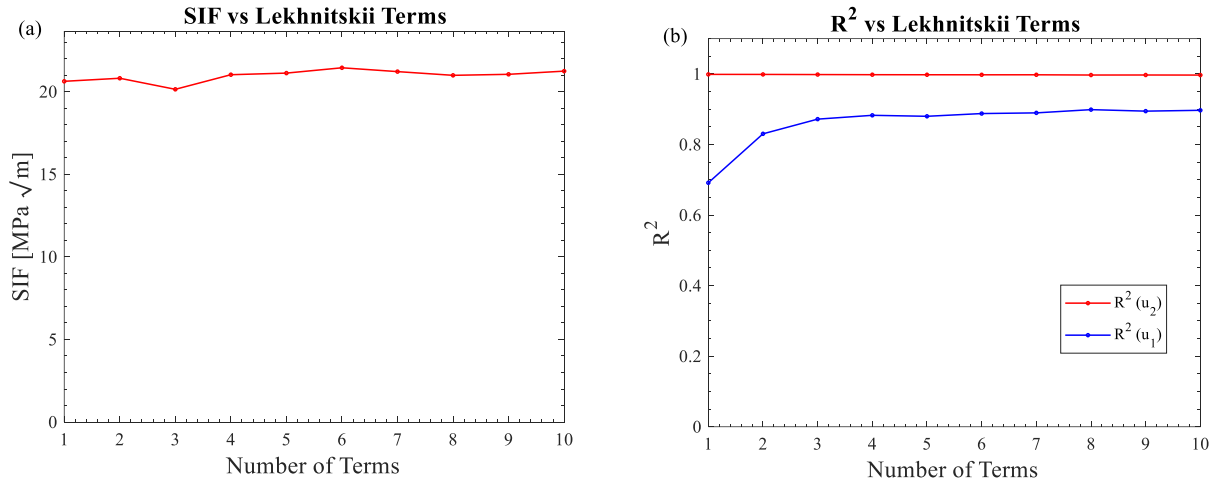 (a)
SIF vs Lekhnitskii Terms
SIF [MPa √m]
20
15
10
5
0
1 2 3 4 5 6 7 8 9 10
Number of Terms
(b)
R² vs Lekhnitskii Terms
R²
1
0.8
0.6
0.4
0.2
0
R² (u₂)
R² (u₁)
1 2 3 4 5 6 7 8 9 10
Number of Terms